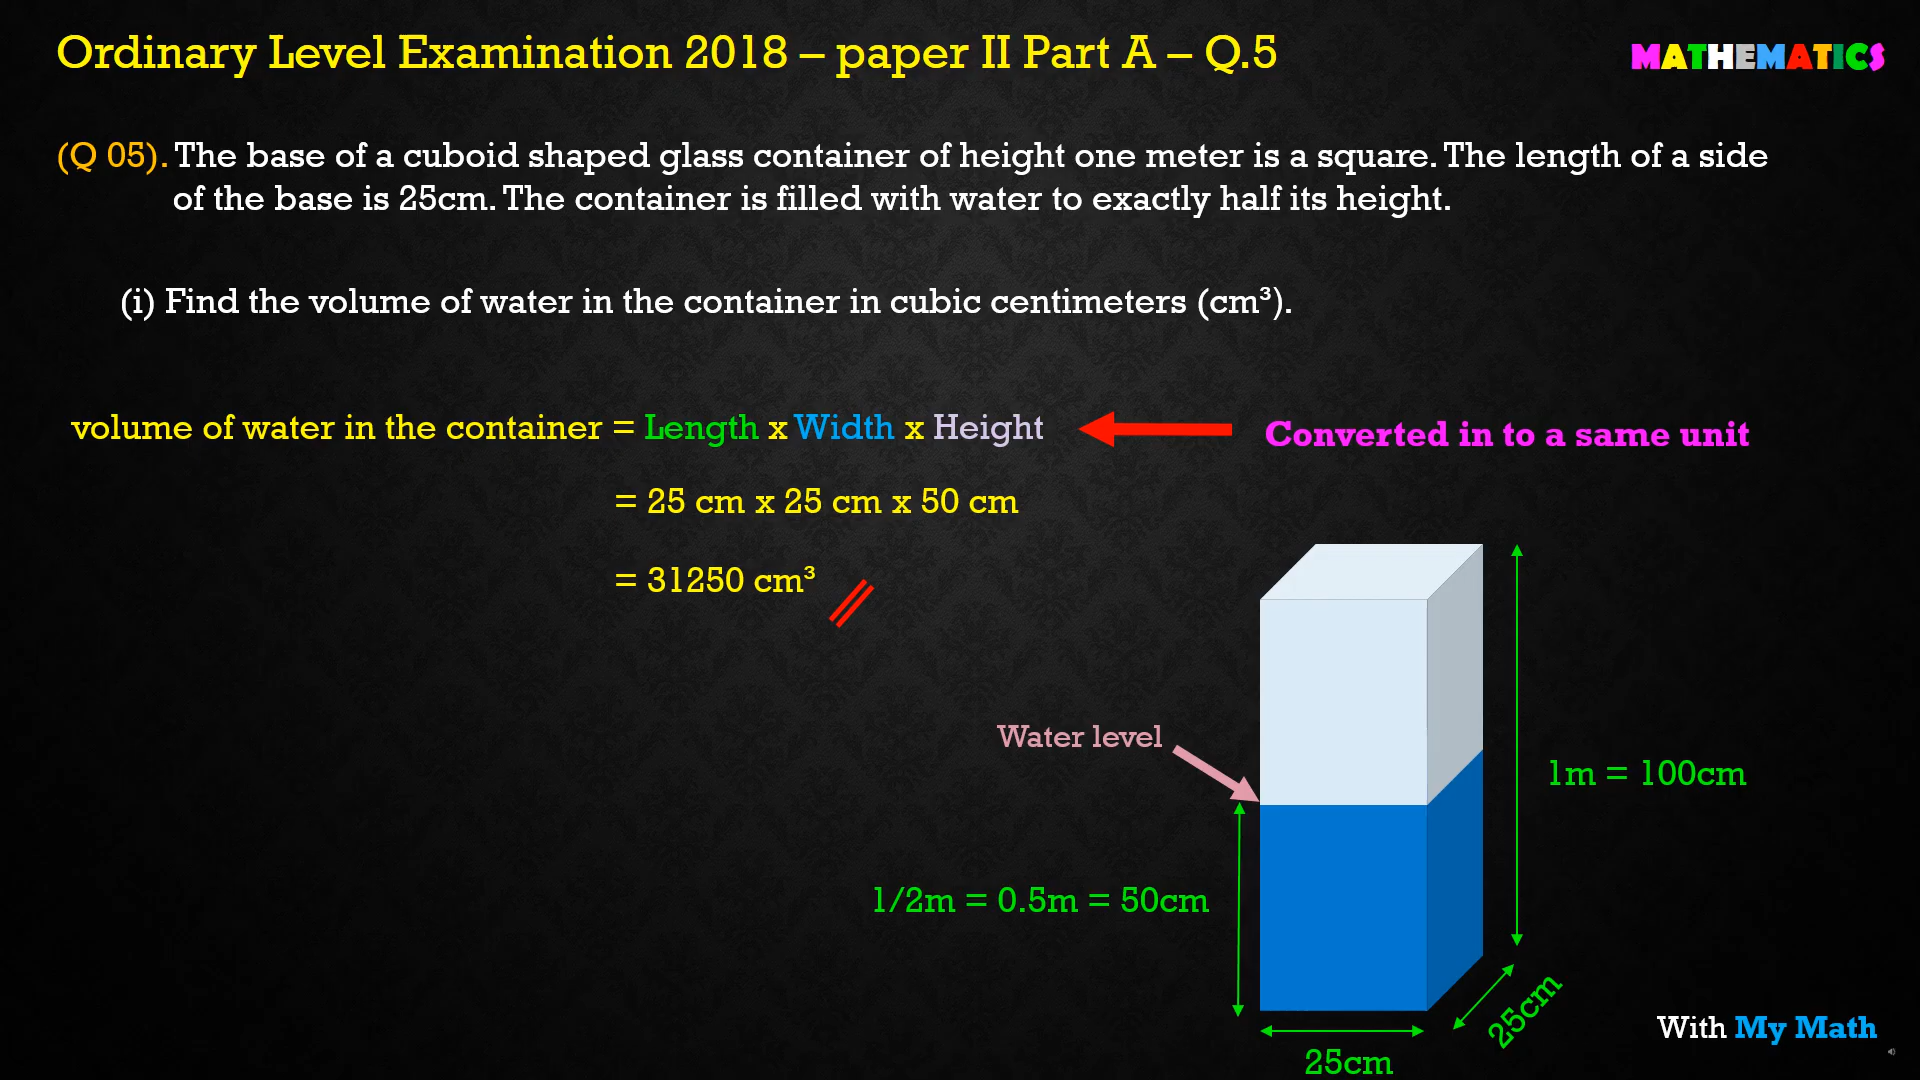 Ordinary Level Examination 2018 – paper II Part A – Q.5
MATHEMATICS
(Q 05). The base of a cuboid shaped glass container of height one meter is a square. The length of a side
of the base is 25cm. The container is filled with water to exactly half its height.
(i) Find the volume of water in the container in cubic centimeters (cm³).
volume of water in the container = Length x Width x Height
Converted in to a same unit
= 25 cm x 25 cm x 50 cm
= 31250 cm³
Water level
1m = 100cm
1/2m = 0.5m = 50cm
25cm
25cm
With My Math